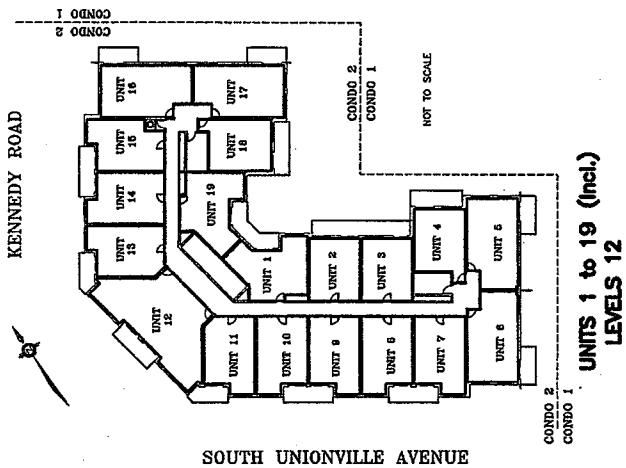 CONDO 1
CONDO 2
KENNEDY ROAD
UNIT 16
UNIT 17
UNIT 15
UNIT 18
UNIT 14
UNIT 19
UNIT 13
UNIT 12
UNIT 1
UNIT 2
UNIT 3
UNIT 4
UNIT 5
UNIT 11
UNIT 10
UNIT 9
UNIT 8
UNIT 7
UNIT 6
CONDO 2
CONDO 1
NOT TO SCALE
UNITS 1 to 19 (Incl.)
LEVELS 12
CONDO 2
CONDO 1
SOUTH UNIONVILLE AVENUE